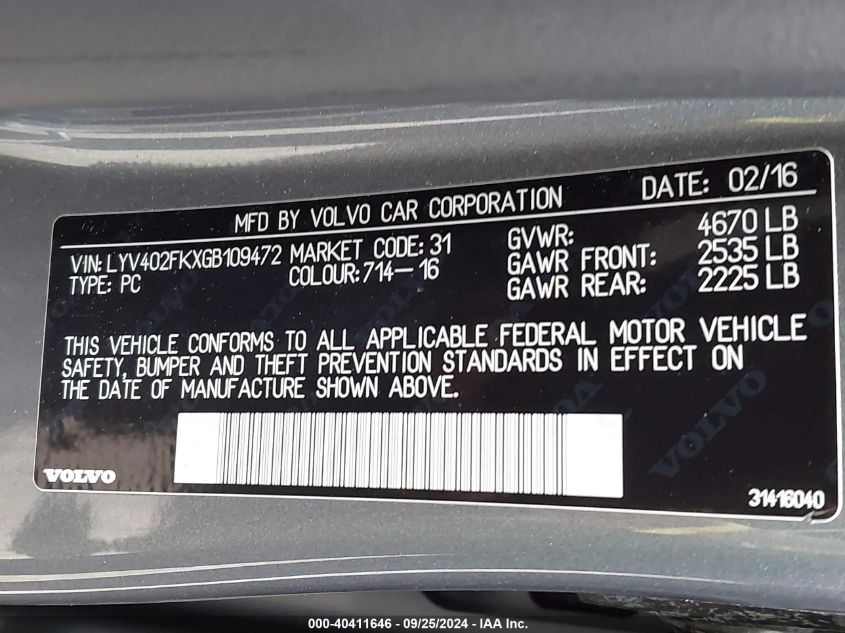 MFD BY VOLVO CAR CORPORATION DATE: 02/16
VIN: LYV402FKXGB109472 MARKET CODE: 31 GVWR: 4670 LB
TYPE: PC COLOUR: 714-16 GAWR FRONT: 2535 LB
GAWR REAR: 2225 LB
THIS VEHICLE CONFORMS TO ALL APPLICABLE FEDERAL MOTOR VEHICLE
SAFETY, BUMPER AND THEFT PREVENTION STANDARDS IN EFFECT ON
THE DATE OF MANUFACTURE SHOWN ABOVE.
VOLVO
VOLVO
31416040
000-40411646 - 09/25/2024 - IAA Inc.